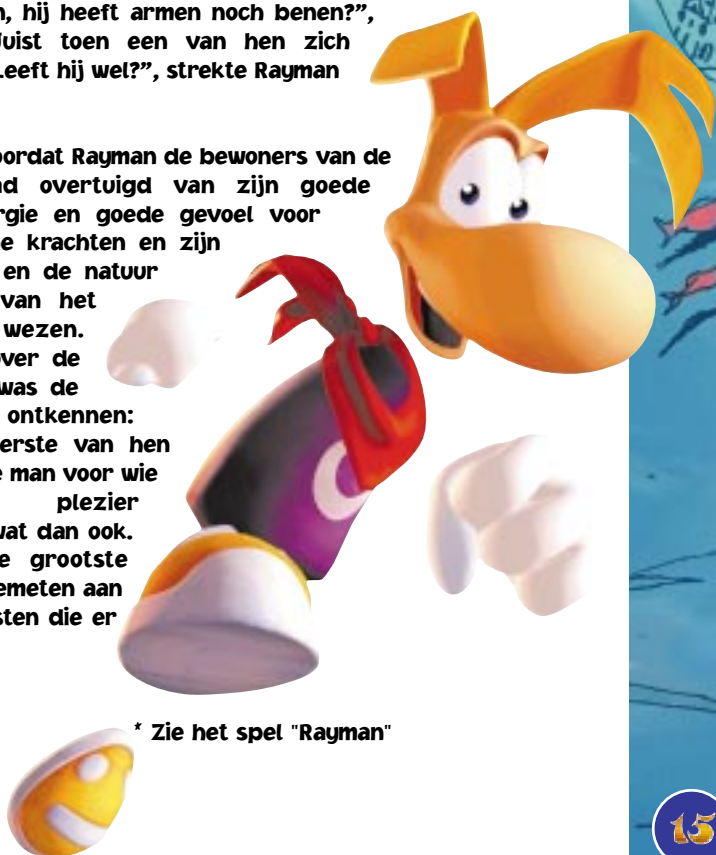 , hij heeft armen noch benen?",
uist toen een van hen zich
eeft hij wel?", strekte Rayman
oordat Rayman de bewoners van de
d overtuigd van zijn goede
rgie en goede gevoel voor
e krachten en zijn
en de natuur
van het
wezen.
ver de
was de
ontkennen:
erste van hen
e man voor wie
plezier
wat dan ook.
e grootste
emeten aan
sten die er
* Zie het spel "Rayman"
15